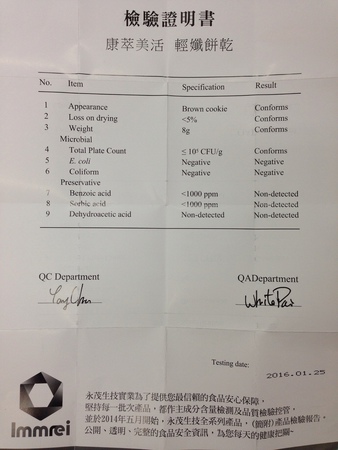 檢驗證明書
康萃美活 輕孅餅乾
No. Item Specification Result
1 Appearance Brown cookie Conforms
2 Loss on drying <5% Conforms
3 Weight 8g Conforms
Microbial
4 Total Plate Count ≤ 10⁵ CFU/g Conforms
5 E. coli Negative Negative
6 Coliform Negative Negative
Preservative
7 Benzoic acid <1000 ppm Non-detected
8 Sorbic acid <1000 ppm Non-detected
9 Dehydroacetic acid Non-detected Non-detected
QC Department QADepartment
Testing date: 2016.01.25
永茂生技實業為了提供您最信賴的食品安心保障,
堅持每一批次產品, 都作主成分含量檢測及品質檢驗控管,
並於2014年五月開始, 永茂生技全系列產品, (隨附)產品檢驗報告,
公開、透明、完整的食品安全資訊, 為您每天的健康把關~
Immrei